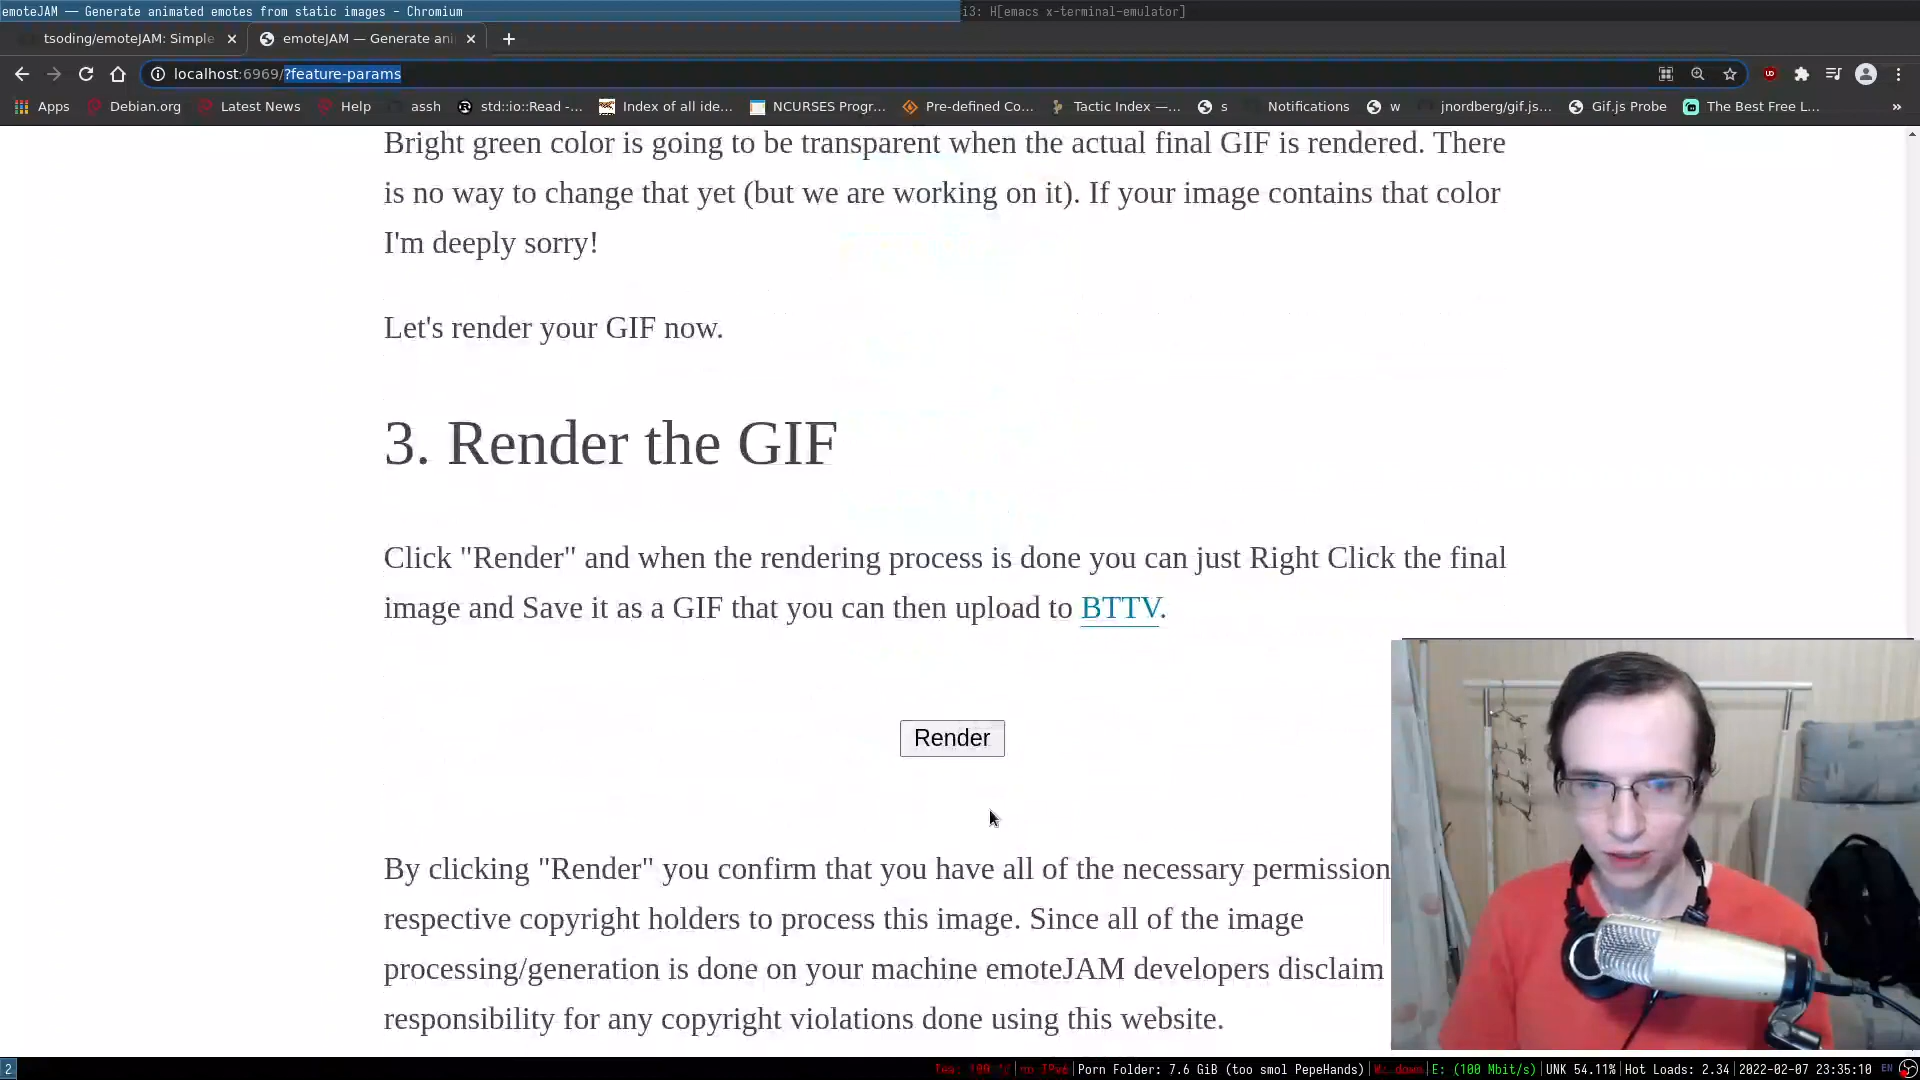 emoteJAM — Generate animated emotes from static images - Chromium
i3: H[emacs x-terminal-emulator]
tsoding/emoteJAM: Simple
emoteJAM — Generate ani
localhost:6969/?feature-params
Apps
Debian.org
Latest News
Help
assh
std::io::Read -...
Index of all ide...
NCURSES Progr...
Pre-defined Co...
Tactic Index —...
s
Notifications
w
jnordberg/gif.js...
Gif.js Probe
The Best Free L...
»
Bright green color is going to be transparent when the actual final GIF is rendered. There
is no way to change that yet (but we are working on it). If your image contains that color
I'm deeply sorry!
Let's render your GIF now.
3. Render the GIF
Click "Render" and when the rendering process is done you can just Right Click the final
image and Save it as a GIF that you can then upload to BTTV.
Render
By clicking "Render" you confirm that you have all of the necessary permission
respective copyright holders to process this image. Since all of the image
processing/generation is done on your machine emoteJAM developers disclaim
responsibility for any copyright violations done using this website.
2
no IPv6
Porn Folder: 7.6 GiB (too smol PepeHands)
W: down
E: (100 Mbit/s)
UNK 54.11%
Hot Loads: 2.34
2022-02-07 23:35:10
EN